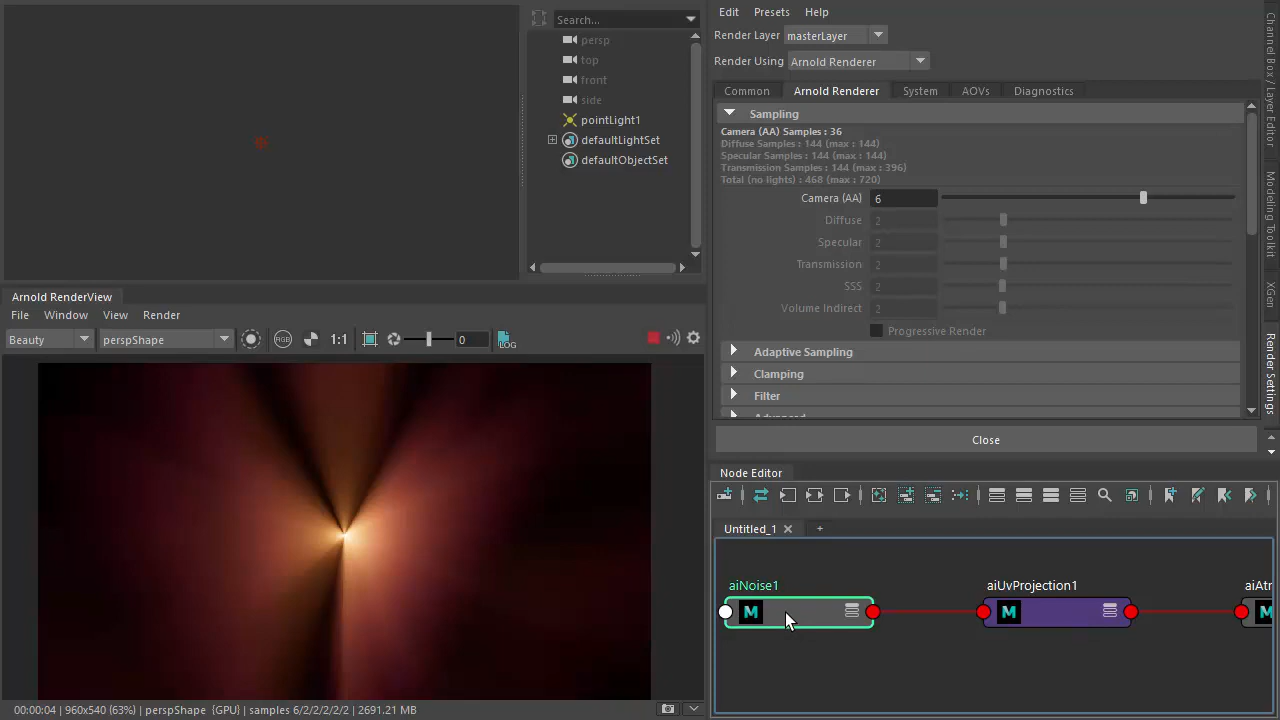 Search...
persp
top
front
side
pointLight1
defaultLightSet
defaultObjectSet
Edit Presets Help
Render Layer masterLayer
Render Using Arnold Renderer
Common Arnold Renderer System AOVs Diagnostics
Sampling
Camera (AA) Samples : 36
Diffuse Samples : 144 (max : 144)
Specular Samples : 144 (max : 144)
Transmission Samples : 144 (max : 396)
Total (no lights) : 468 (max : 720)
Camera (AA) 6
Diffuse 2
Specular 2
Transmission 2
SSS 2
Volume Indirect 2
Progressive Render
Adaptive Sampling
Clamping
Filter
Advanced
Close
Channel Box / Layer Editor
Modeling Toolkit
XGen
Render Settings
Arnold RenderView
File Window View Render
Beauty perspShape RGB 1:1 0 LOG
00:00:04 | 960x540 (63%) | perspShape {GPU} | samples 6/2/2/2/2/2 | 2691.21 MB
Node Editor
Untitled_1 +
aiNoise1 aiUvProjection1 aiAtm
M M M